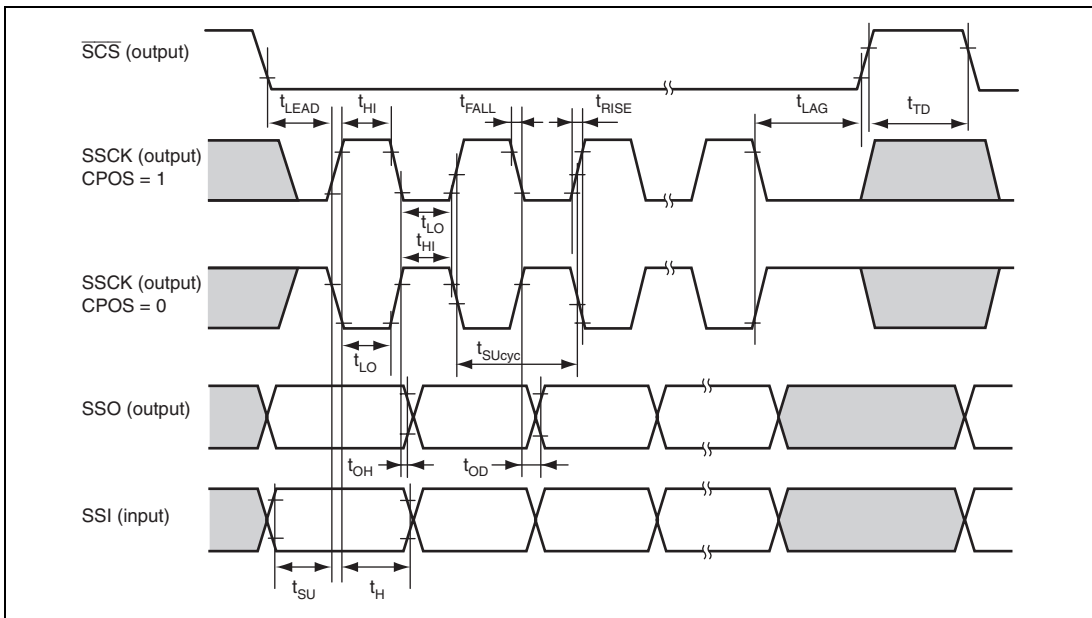 SCS (output)
tLEAD tHI tFALL tRISE tLAG tTD
SSCK (output)
CPOS = 1
tLO
tHI
SSCK (output)
CPOS = 0
tLO tSUcyc
SSO (output)
tOH tOD
SSI (input)
tSU tH